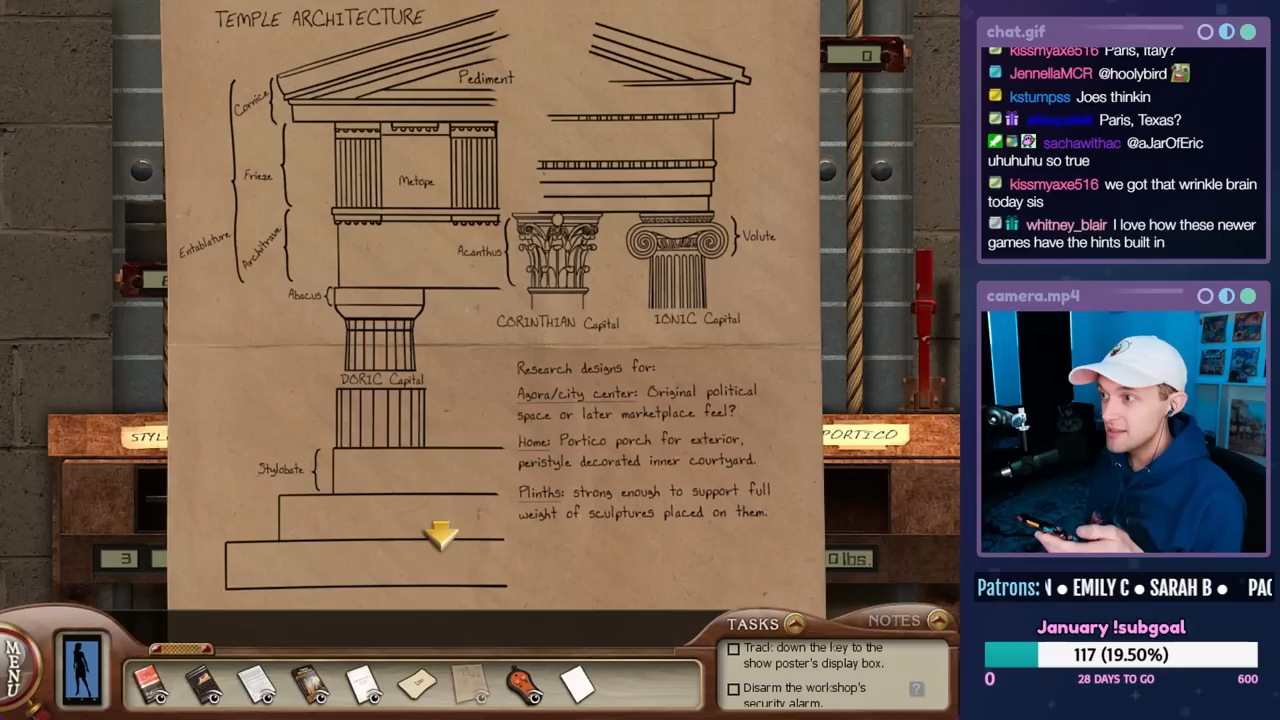 TEMPLE ARCHITECTURE
Pediment
Cornice
Frieze
Metope
Entablature
Architrave
Acanthus
Volute
Abacus
CORINTHIAN Capital
IONIC Capital
DORIC Capital
Stylobate
Research designs for:
Agora/city center: Original political
space or later marketplace feel?
Home: Portico porch for exterior,
peristyle decorated inner courtyard.
Plinths: strong enough to support full
weight of sculptures placed on them.
0
STYL
PORTICO
3
0 lbs.
MENU
TASKS
NOTES
Track down the key to the
show poster's display box.
Disarm the workshop's
security alarm.
?
chat.gif
kissmyaxe516 Paris, Italy?
JennellaMCR @hoolybird
kstumpss Joes thinkin
Paris, Texas?
sachawithac @aJarOfEric
uhuhuhu so true
kissmyaxe516 we got that wrinkle brain
today sis
whitney_blair I love how these newer
games have the hints built in
camera.mp4
Patrons: N ● EMILY C ● SARAH B ● PAC
January !subgoal
117 (19.50%)
0 28 DAYS TO GO 600